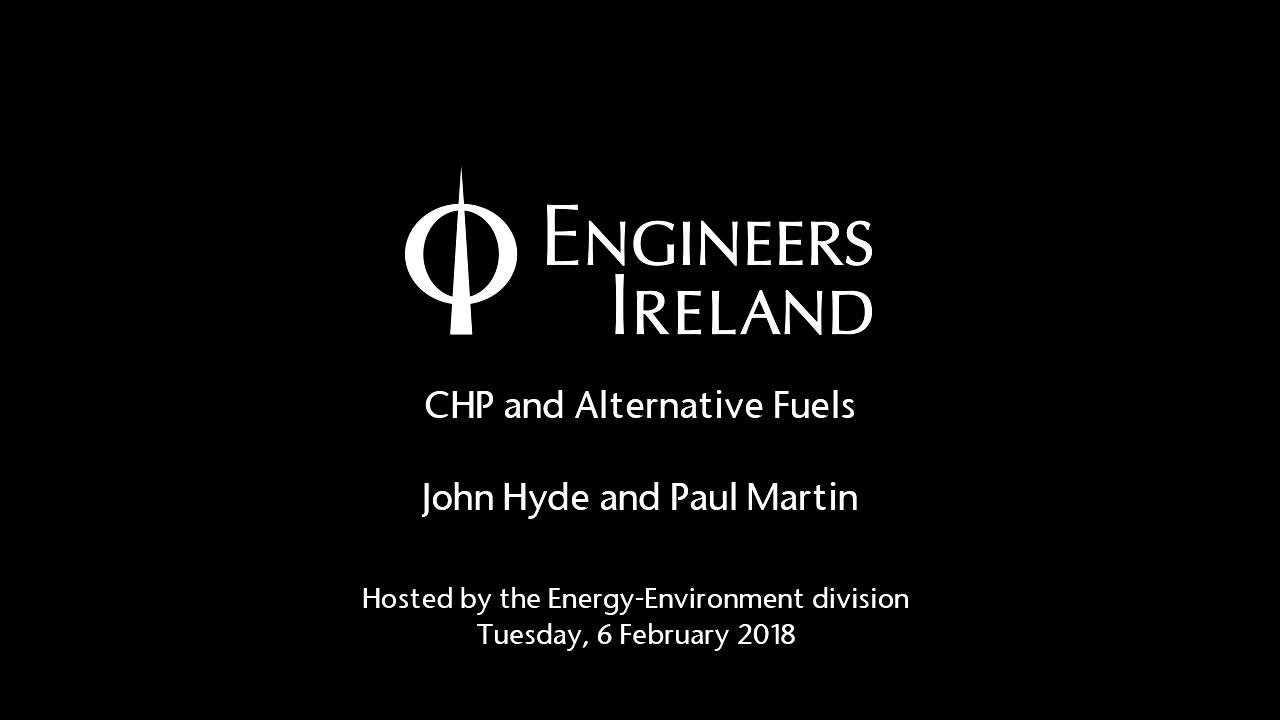 ENGINEERS
IRELAND
CHP and Alternative Fuels
John Hyde and Paul Martin
Hosted by the Energy-Environment division
Tuesday, 6 February 2018